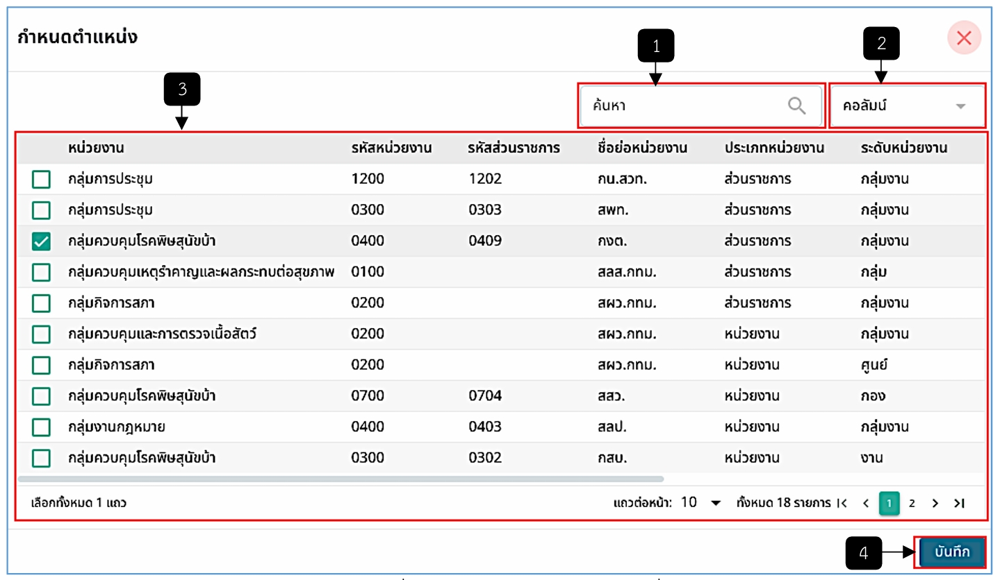 กำหนดตำแหน่ง
1
2
3
ค้นหา
คอลัมน์
หน่วยงาน รหัสหน่วยงาน รหัสส่วนราชการ ชื่อย่อหน่วยงาน ประเภทหน่วยงาน ระดับหน่วยงาน
กลุ่มการประชุม 1200 1202 กน.สวท. ส่วนราชการ กลุ่มงาน
กลุ่มการประชุม 0300 0303 สพท. ส่วนราชการ กลุ่มงาน
กลุ่มควบคุมโรคพิษสุนัขบ้า 0400 0409 กงต. ส่วนราชการ กลุ่มงาน
กลุ่มควบคุมเหตุรำคาญและผลกระทบต่อสุขภาพ 0100 สลส.กทม. ส่วนราชการ กลุ่ม
กลุ่มกิจการสภา 0200 สผว.กทม. ส่วนราชการ กลุ่มงาน
กลุ่มควบคุมและการตรวจเนื้อสัตว์ 0200 สผว.กทม. หน่วยงาน กลุ่มงาน
กลุ่มกิจการสภา 0200 สผว.กทม. หน่วยงาน ศูนย์
กลุ่มควบคุมโรคพิษสุนัขบ้า 0700 0704 สสว. หน่วยงาน กอง
กลุ่มงานกฎหมาย 0400 0403 สลป. หน่วยงาน กลุ่มงาน
กลุ่มควบคุมโรคพิษสุนัขบ้า 0300 0302 กสบ. หน่วยงาน งาน
เลือกทั้งหมด 1 แถว แถวต่อหน้า: 10 ทั้งหมด 18 รายการ 1 2
4 บันทึก